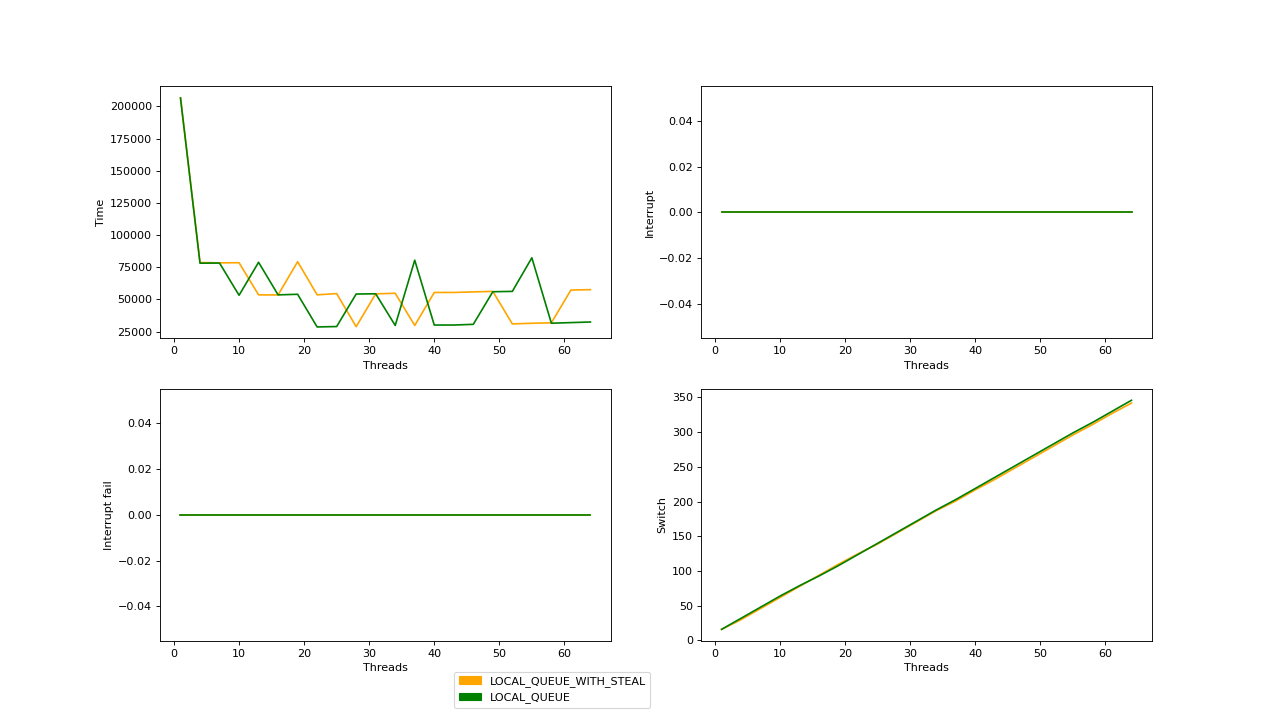 200000
175000
150000
125000
100000
75000
50000
25000
Time
0 10 20 30 40 50 60
Threads
0.04
0.02
0.00
−0.02
−0.04
Interrupt
0 10 20 30 40 50 60
Threads
0.04
0.02
0.00
−0.02
−0.04
Interrupt fail
0 10 20 30 40 50 60
Threads
350
300
250
200
150
100
50
0
Switch
0 10 20 30 40 50 60
Threads
LOCAL_QUEUE_WITH_STEAL
LOCAL_QUEUE